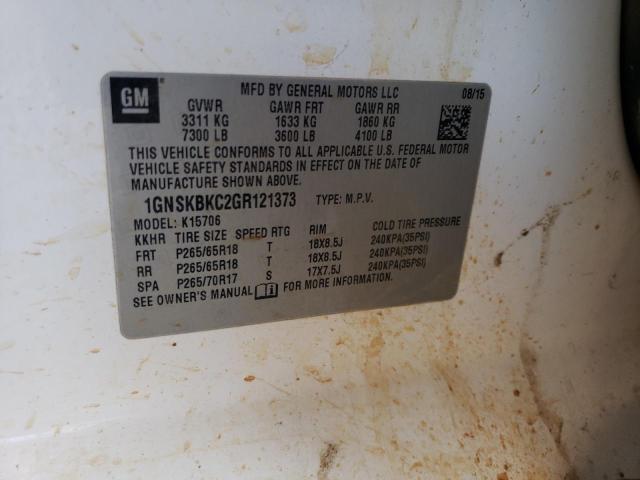 GM
MFD BY GENERAL MOTORS LLC 08/15
GVWR GAWR FRT GAWR RR
3311 KG 1633 KG 1860 KG
7300 LB 3600 LB 4100 LB
THIS VEHICLE CONFORMS TO ALL APPLICABLE U.S. FEDERAL MOTOR
VEHICLE SAFETY STANDARDS IN EFFECT ON THE DATE OF
MANUFACTURE SHOWN ABOVE.
1GNSKBKC2GR121373 TYPE: M.P.V.
MODEL: K15706
KKHR TIRE SIZE SPEED RTG RIM COLD TIRE PRESSURE
FRT P265/65R18 T 18X8.5J 240KPA(35PSI)
RR P265/65R18 T 18X8.5J 240KPA(35PSI)
SPA P265/70R17 S 17X7.5J 240KPA(35PSI)
SEE OWNER'S MANUAL FOR MORE INFORMATION.